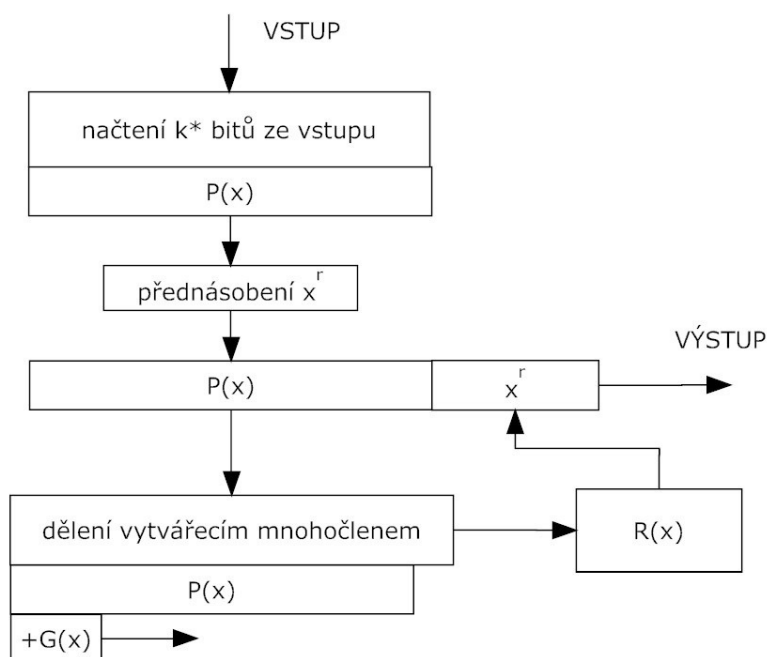 VSTUP
načtení k* bitů ze vstupu
P(x)
přednásobení x^r
VÝSTUP
P(x)
x^r
dělení vytvářecím mnohočlenem
R(x)
P(x)
+G(x)